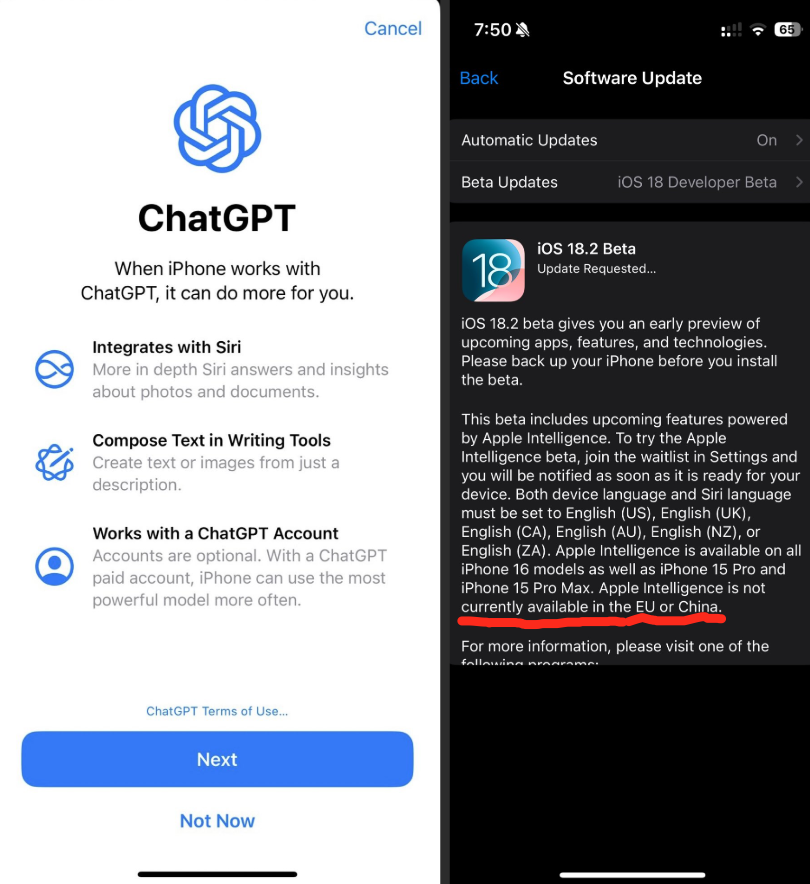 Cancel
ChatGPT
When iPhone works with
ChatGPT, it can do more for you.
Integrates with Siri
More in depth Siri answers and insights
about photos and documents.
Compose Text in Writing Tools
Create text or images from just a
description.
Works with a ChatGPT Account
Accounts are optional. With a ChatGPT
paid account, iPhone can use the most
powerful model more often.
ChatGPT Terms of Use...
Next
Not Now
7:50
65
Back
Software Update
Automatic Updates On
Beta Updates iOS 18 Developer Beta
18
iOS 18.2 Beta
Update Requested...
iOS 18.2 beta gives you an early preview of
upcoming apps, features, and technologies.
Please back up your iPhone before you install
the beta.
This beta includes upcoming features powered
by Apple Intelligence. To try the Apple
Intelligence beta, join the waitlist in Settings and
you will be notified as soon as it is ready for your
device. Both device language and Siri language
must be set to English (US), English (UK),
English (CA), English (AU), English (NZ), or
English (ZA). Apple Intelligence is available on all
iPhone 16 models as well as iPhone 15 Pro and
iPhone 15 Pro Max. Apple Intelligence is not
currently available in the EU or China.
For more information, please visit one of the
following programs: